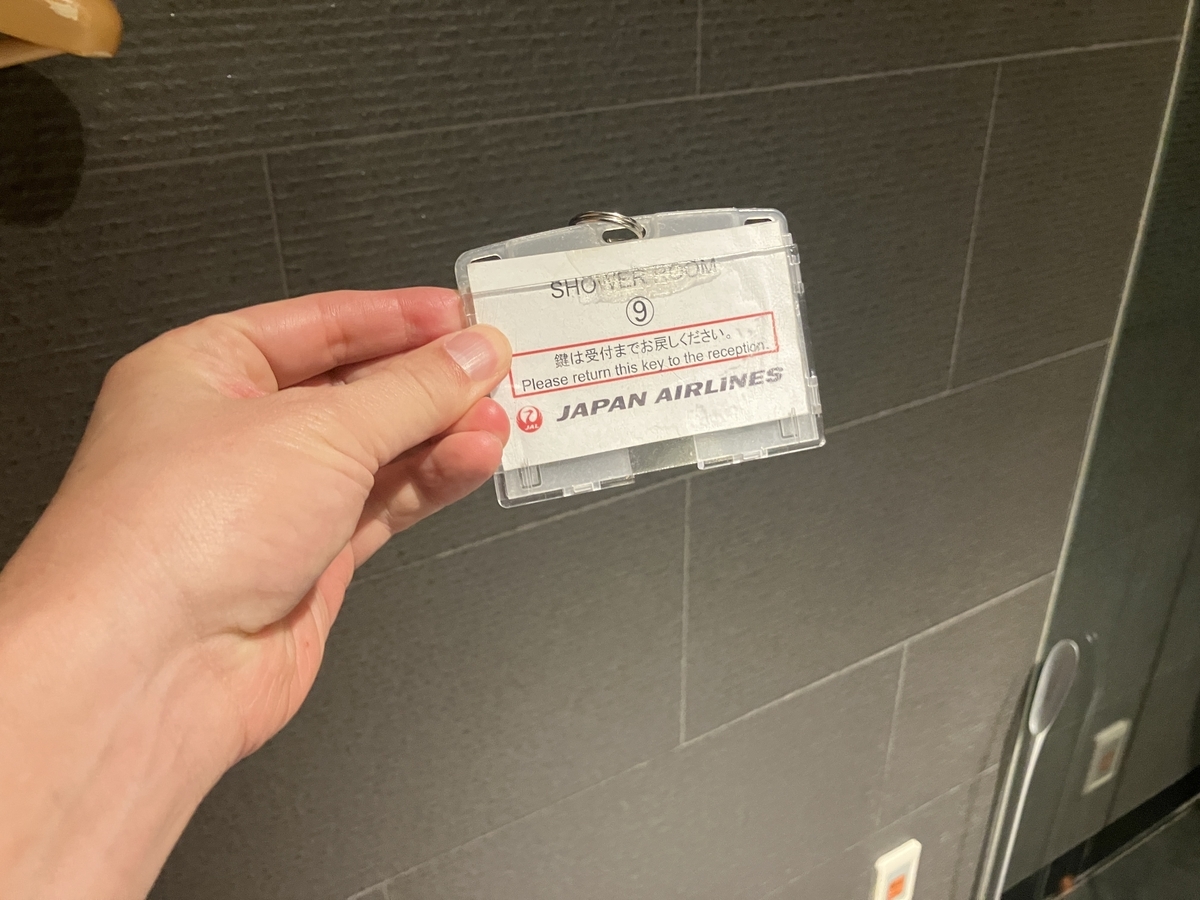 SHOWER ROOM
⑨
鍵は受付までお戻しください。
Please return this key to the reception.
JAL
JAPAN AIRLINES